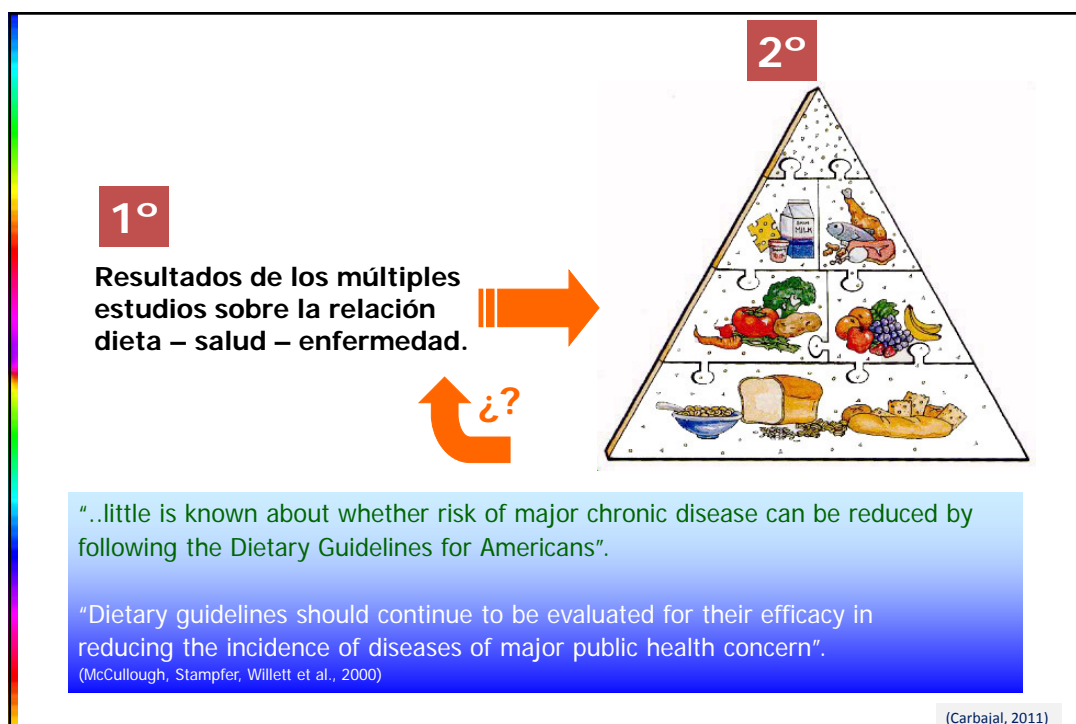 2º
1º
Resultados de los múltiples
estudios sobre la relación
dieta – salud – enfermedad.
¿?
MILK
“..little is known about whether risk of major chronic disease can be reduced by
following the Dietary Guidelines for Americans”.
“Dietary guidelines should continue to be evaluated for their efficacy in
reducing the incidence of diseases of major public health concern”.
(McCullough, Stampfer, Willett et al., 2000)
(Carbajal, 2011)